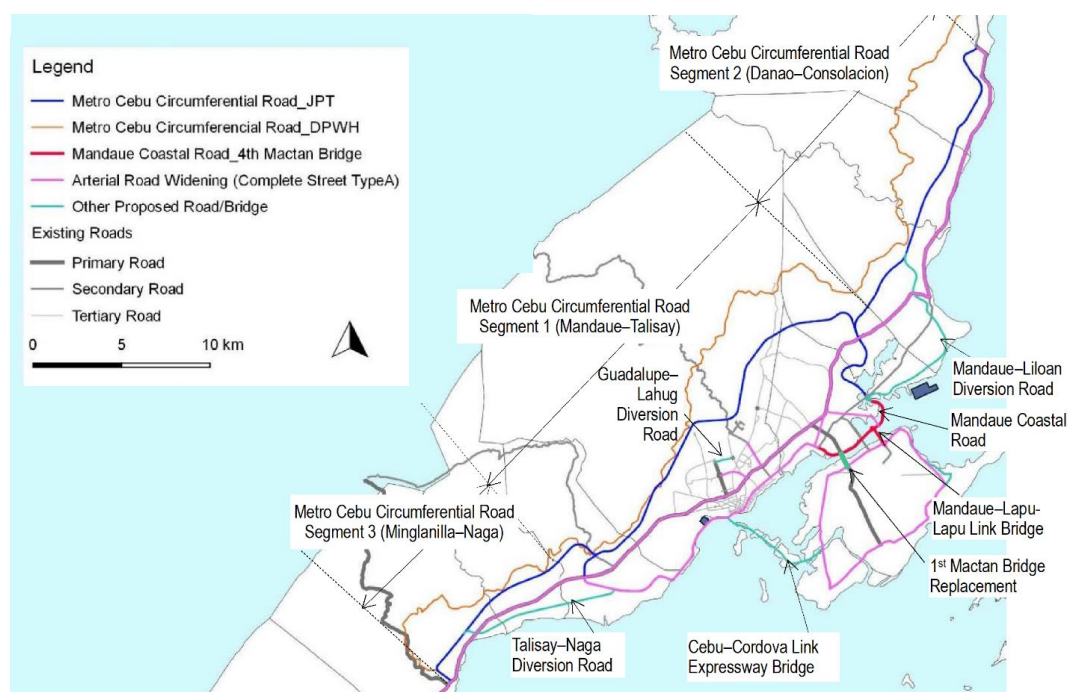 Legend
Metro Cebu Circumferential Road_JPT
Metro Cebu Circumferencial Road_DPWH
Mandaue Coastal Road_4th Mactan Bridge
Arterial Road Widening (Complete Street TypeA)
Other Proposed Road/Bridge
Existing Roads
Primary Road
Secondary Road
Tertiary Road
0 5 10 km
Metro Cebu Circumferential Road
Segment 2 (Danao–Consolacion)
Metro Cebu Circumferential Road
Segment 1 (Mandaue–Talisay)
Guadalupe–
Lahug
Diversion
Road
Mandaue–Liloan
Diversion Road
Mandaue Coastal
Road
Metro Cebu Circumferential Road
Segment 3 (Minglanilla–Naga)
Mandaue–Lapu-
Lapu Link Bridge
1st Mactan Bridge
Replacement
Talisay–Naga
Diversion Road
Cebu–Cordova Link
Expressway Bridge